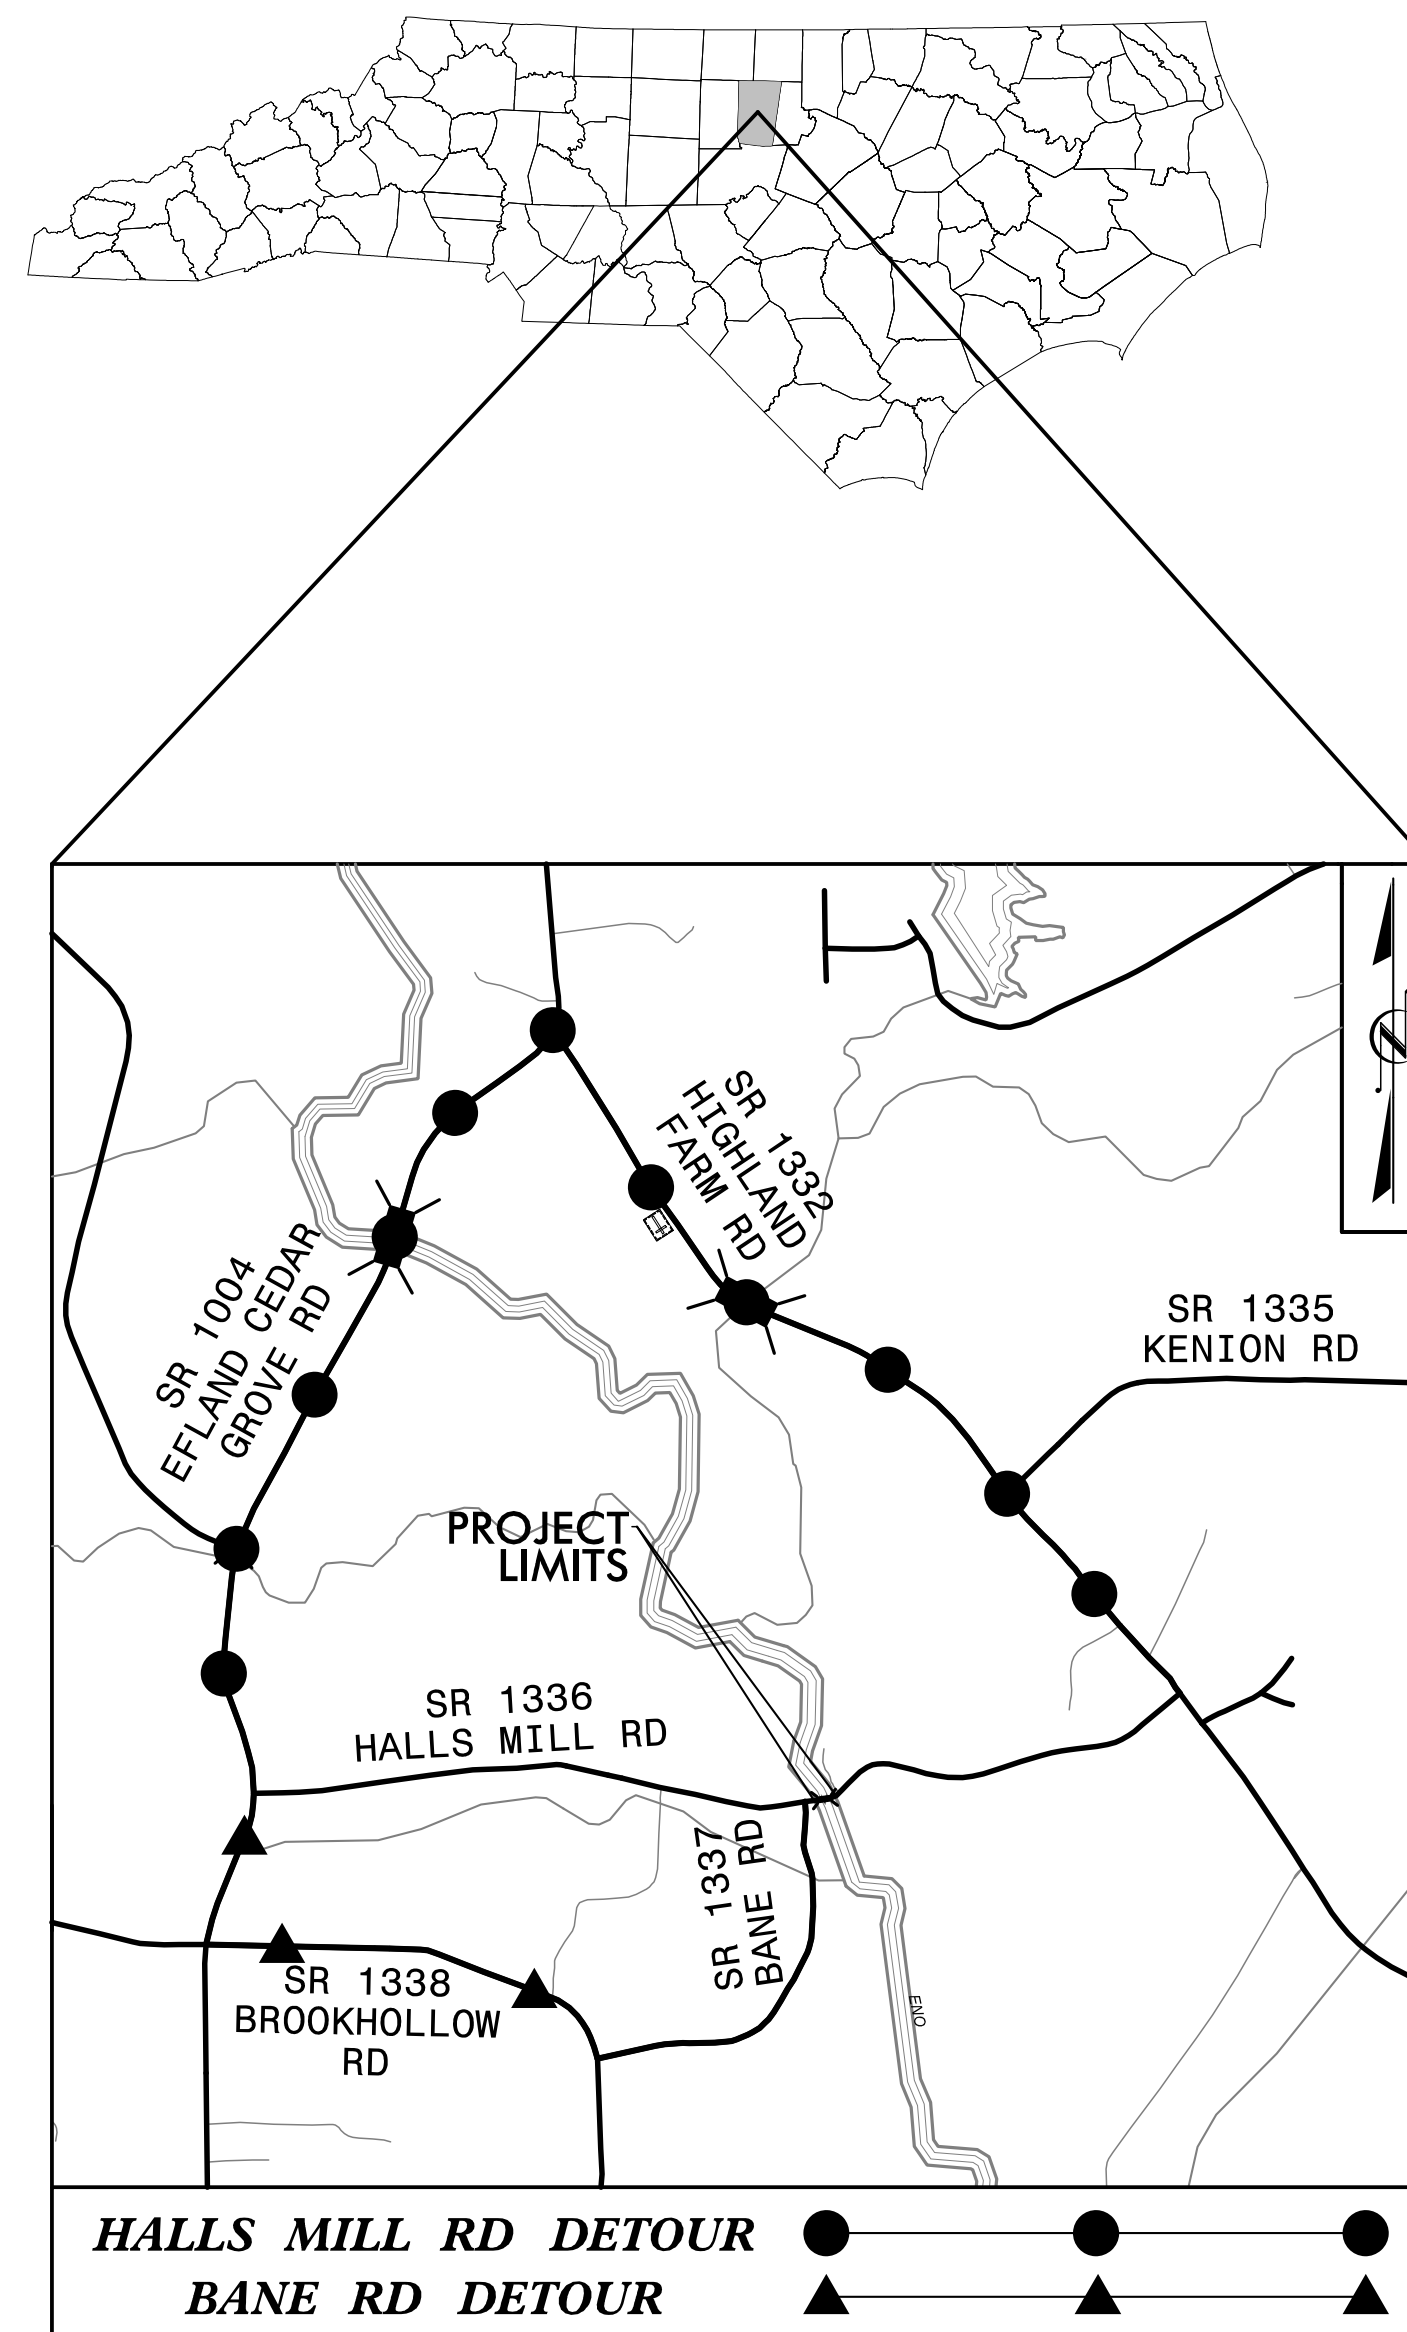 SR 1332
HIGHLAND
FARM RD
SR 1004
EFLAND CEDAR
GROVE RD
SR 1335
KENION RD
PROJECT
LIMITS
SR 1336
HALLS MILL RD
SR 1337
BANE RD
SR 1338
BROOKHOLLOW
RD
ENO
HALLS MILL RD DETOUR
BANE RD DETOUR